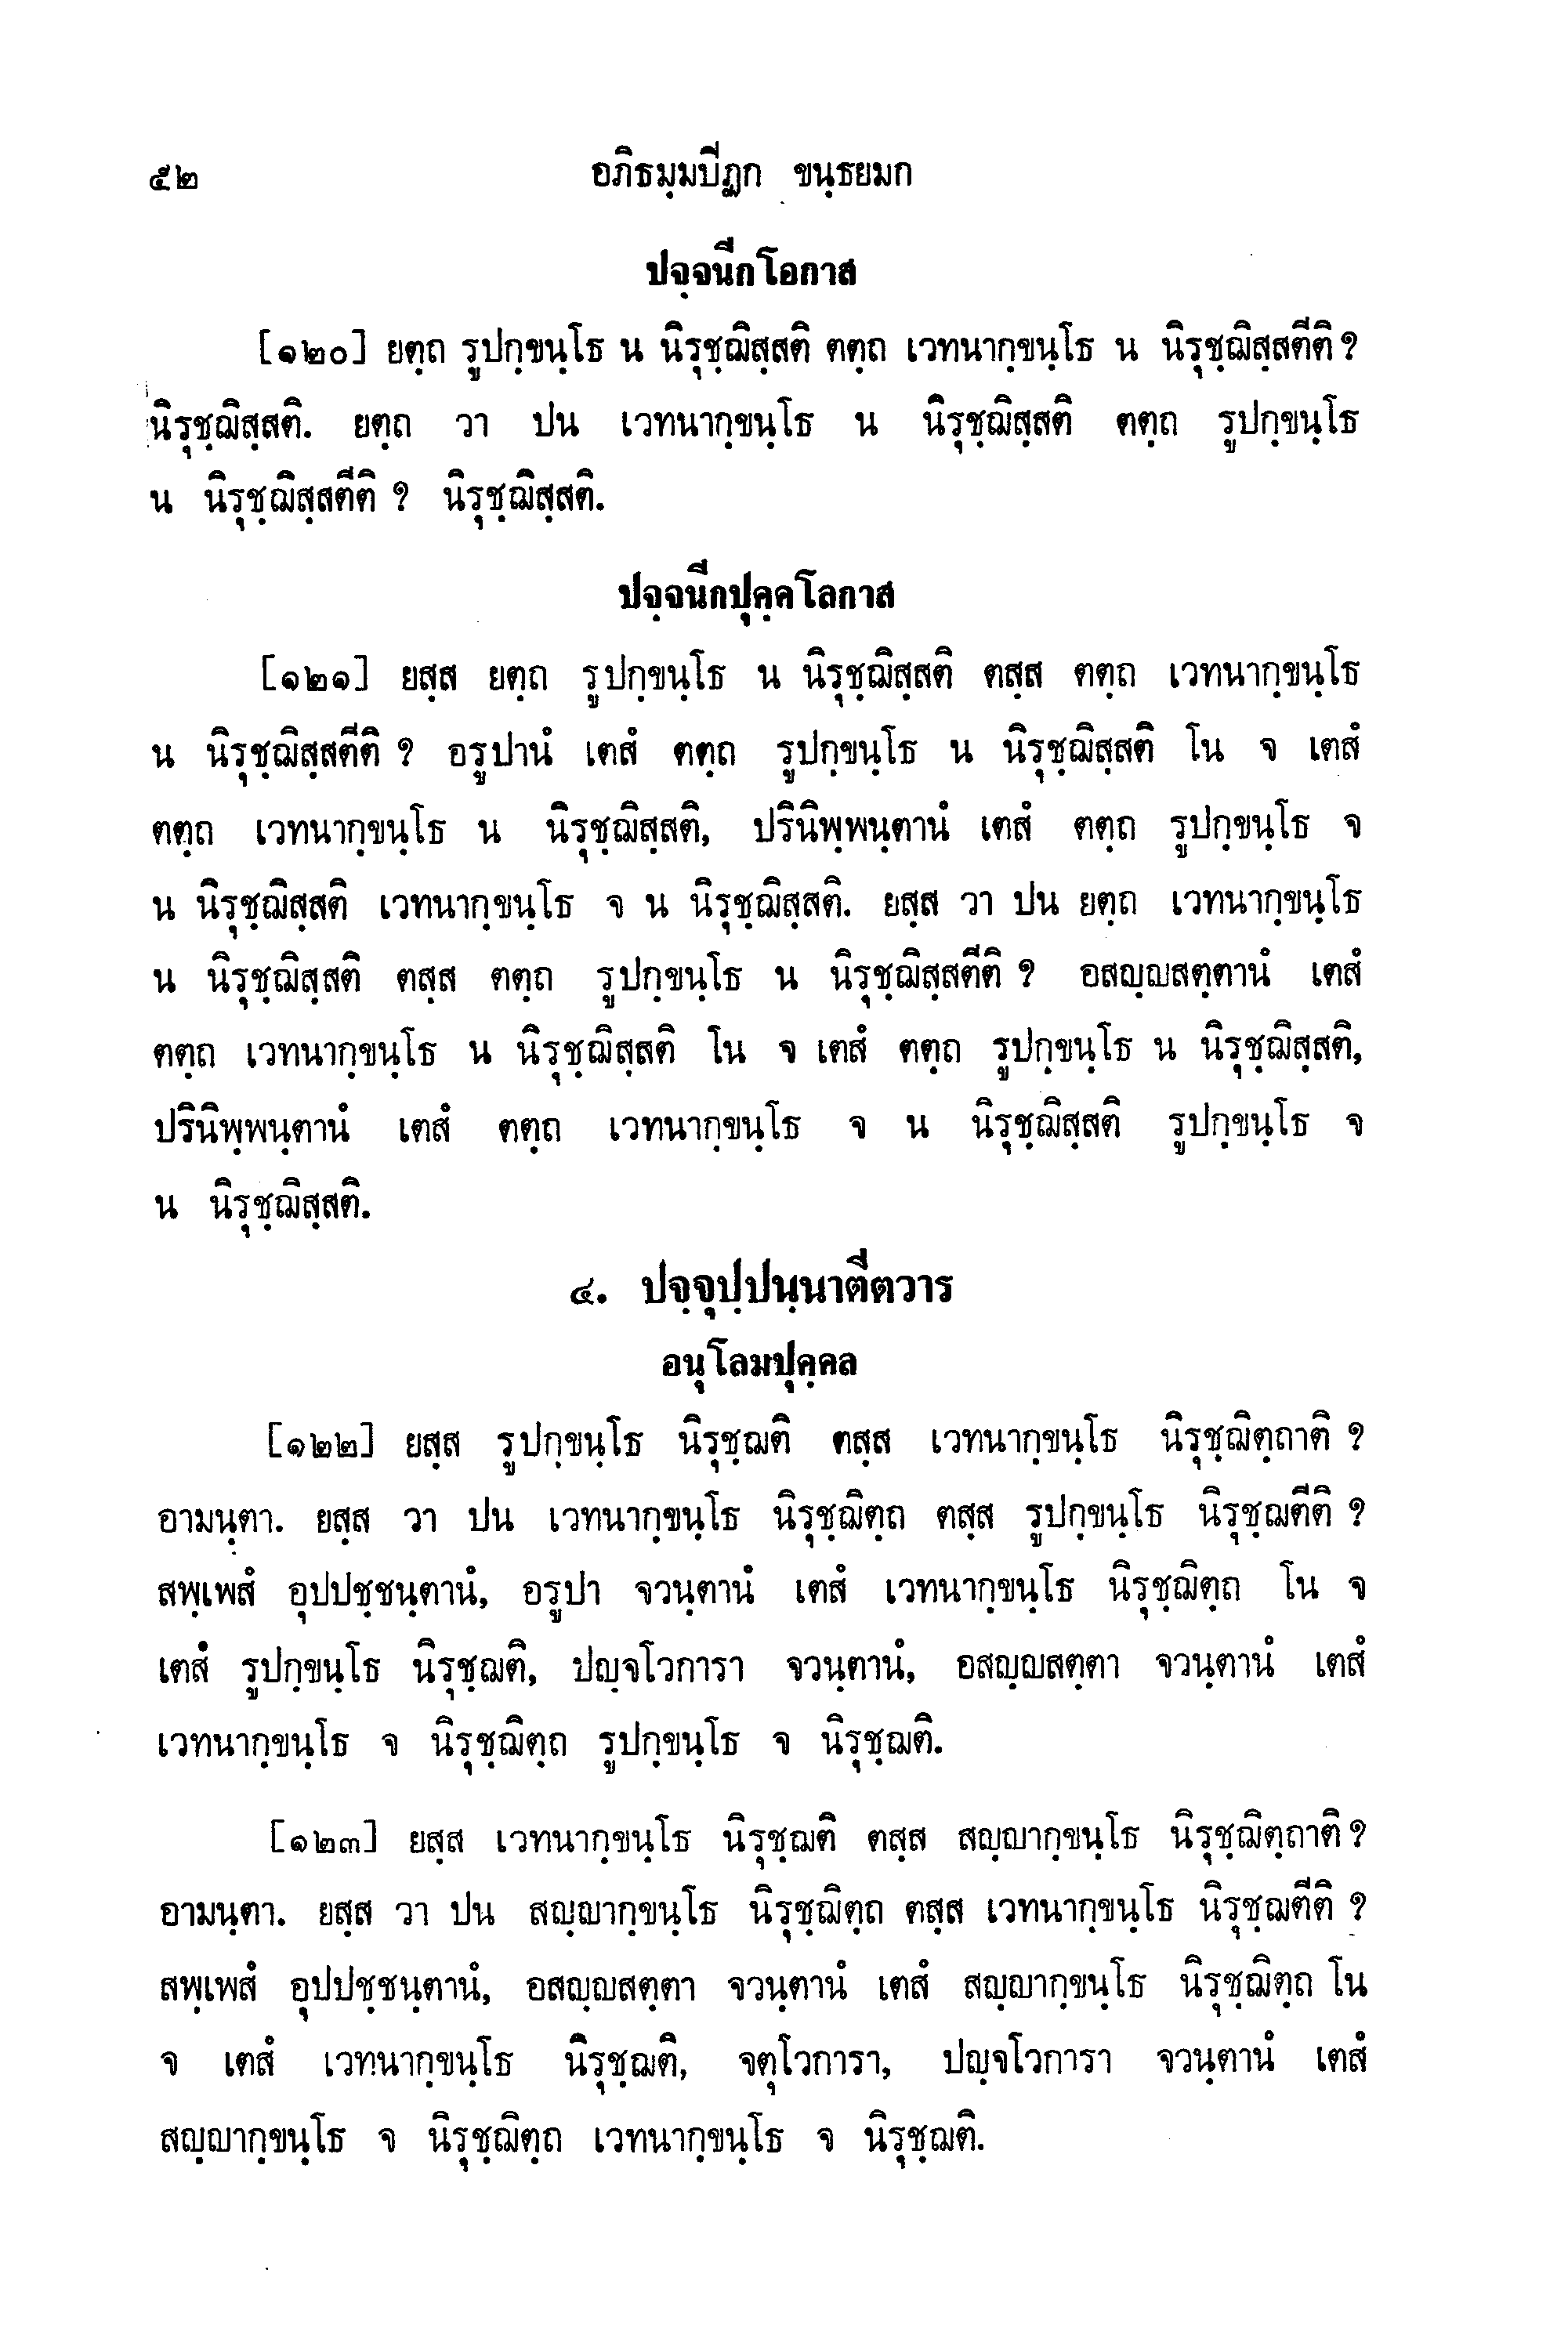 ๕๒ อภิธมฺมปีฏก ขนฺธยมก
ปจฺจนีกโอกาส
[๑๒๐] ยตฺถ รูปกฺขนฺโธ น นิรุชฺฌิสฺสติ ตตฺถ เวทนากฺขนฺโธ น นิรุชฺฌิสฺสตีติ ?
นิรุชฺฌิสฺสติ. ยตฺถ วา ปน เวทนากฺขนฺโธ น นิรุชฺฌิสฺสติ ตตฺถ รูปกฺขนฺโธ
น นิรุชฺฌิสฺสตีติ ? นิรุชฺฌิสฺสติ.
ปจฺจนีกปุคฺคโลกาส
[๑๒๑] ยสฺส ยตฺถ รูปกฺขนฺโธ น นิรุชฺฌิสฺสติ ตสฺส ตตฺถ เวทนากฺขนฺโธ
น นิรุชฺฌิสฺสตีติ ? อรูปานํ เตสํ ตตฺถ รูปกฺขนฺโธ น นิรุชฺฌิสฺสติ โน จ เตสํ
ตตฺถ เวทนากฺขนฺโธ น นิรุชฺฌิสฺสติ, ปรินิพฺพนฺตานํ เตสํ ตตฺถ รูปกฺขนฺโธ จ
น นิรุชฺฌิสฺสติ เวทนากฺขนฺโธ จ น นิรุชฺฌิสฺสติ. ยสฺส วา ปน ยตฺถ เวทนากฺขนฺโธ
น นิรุชฺฌิสฺสติ ตสฺส ตตฺถ รูปกฺขนฺโธ น นิรุชฺฌิสฺสตีติ ? อสญฺญสตฺตานํ เตสํ
ตตฺถ เวทนากฺขนฺโธ น นิรุชฺฌิสฺสติ โน จ เตสํ ตตฺถ รูปกฺขนฺโธ น นิรุชฺฌิสฺสติ,
ปรินิพฺพนฺตานํ เตสํ ตตฺถ เวทนากฺขนฺโธ จ น นิรุชฺฌิสฺสติ รูปกฺขนฺโธ จ
น นิรุชฺฌิสฺสติ.
๔. ปจฺจุปฺปนฺนาตีตวาร
อนุโลมปุคฺคล
[๑๒๒] ยสฺส รูปกฺขนฺโธ นิรุชฺฌติ ตสฺส เวทนากฺขนฺโธ นิรุชฺฌิตฺถาติ ?
อามนฺตา. ยสฺส วา ปน เวทนากฺขนฺโธ นิรุชฺฌิตฺถ ตสฺส รูปกฺขนฺโธ นิรุชฺฌตีติ ?
สพฺเพสํ อุปปชฺชนฺตานํ, อรูปา จวนฺตานํ เตสํ เวทนากฺขนฺโธ นิรุชฺฌิตฺถ โน จ
เตสํ รูปกฺขนฺโธ นิรุชฺฌติ, ปญฺจโวการา จวนฺตานํ, อสญฺญสตฺตา จวนฺตานํ เตสํ
เวทนากฺขนฺโธ จ นิรุชฺฌิตฺถ รูปกฺขนฺโธ จ นิรุชฺฌติ.
[๑๒๓] ยสฺส เวทนากฺขนฺโธ นิรุชฺฌติ ตสฺส สญฺญากฺขนฺโธ นิรุชฺฌิตฺถาติ ?
อามนฺตา. ยสฺส วา ปน สญฺญากฺขนฺโธ นิรุชฺฌิตฺถ ตสฺส เวทนากฺขนฺโธ นิรุชฺฌตีติ ?
สพฺเพสํ อุปปชฺชนฺตานํ, อสญฺญสตฺตา จวนฺตานํ เตสํ สญฺญากฺขนฺโธ นิรุชฺฌิตฺถ โน
จ เตสํ เวทนากฺขนฺโธ นิรุชฺฌติ, จตุโวการา, ปญฺจโวการา จวนฺตานํ เตสํ
สญฺญากฺขนฺโธ จ นิรุชฺฌิตฺถ เวทนากฺขนฺโธ จ นิรุชฺฌติ.